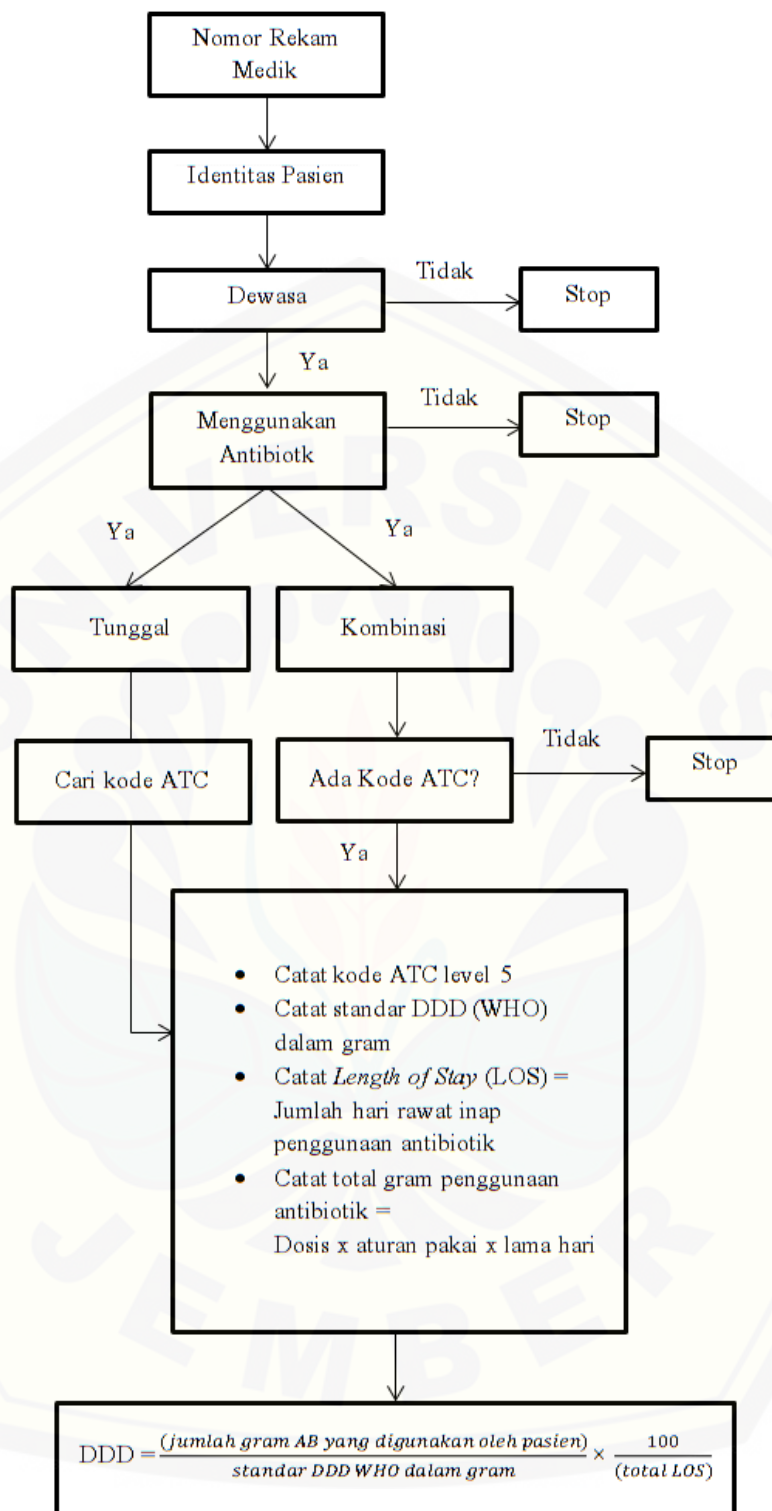 Nomor Rekam
Medik
Identitas Pasien
Dewasa
Tidak
Stop
Ya
Menggunakan
Antibiotk
Tidak
Stop
Ya
Ya
Tunggal
Kombinasi
Cari kode ATC
Ada Kode ATC?
Tidak
Stop
Ya
• Catat kode ATC level 5
• Catat standar DDD (WHO)
dalam gram
• Catat Length of Stay (LOS) =
Jumlah hari rawat inap
penggunaan antibiotik
• Catat total gram penggunaan
antibiotik =
Dosis x aturan pakai x lama hari
DDD = (jumlah gram AB yang digunakan oleh pasien) / standar DDD WHO dalam gram × 100 / (total LOS)
UNIVERSITAS
JEMBER